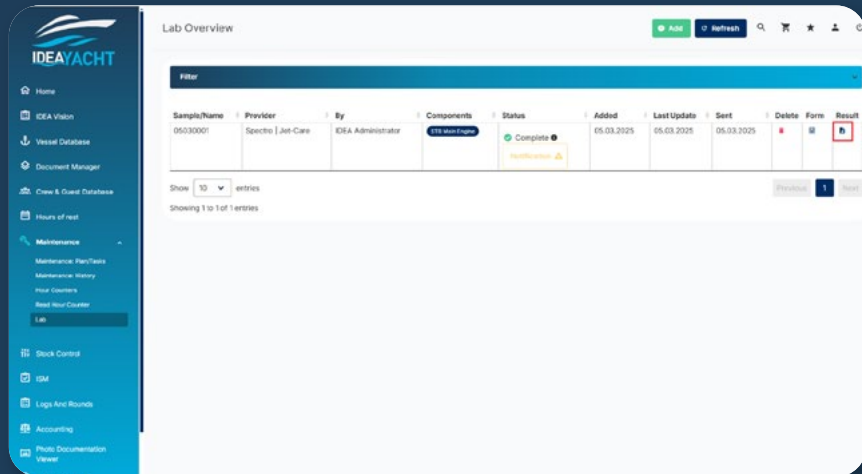 IDEAYACHT
Home
IDEA Vision
Vessel Database
Document Manager
Crew & Guest Database
Hours of rest
Maintenance
Maintenance: Plan/Tasks
Maintenance: History
Hour Counters
Read Hour Counter
Lab
Stock Control
ISM
Logs And Rounds
Accounting
Photo Documentation
Viewer
Lab Overview
Add Refresh
Filter
Sample/Name Provider By Components Status Added Last Update Sent Delete Form Result
05030001 Spectro | Jet-Care IDEA Administrator STB Main Engine Complete 05.03.2025 05.03.2025 05.03.2025
Notification
Show 10 entries
Previous 1 Next
Showing 1 to 1 of 1 entries